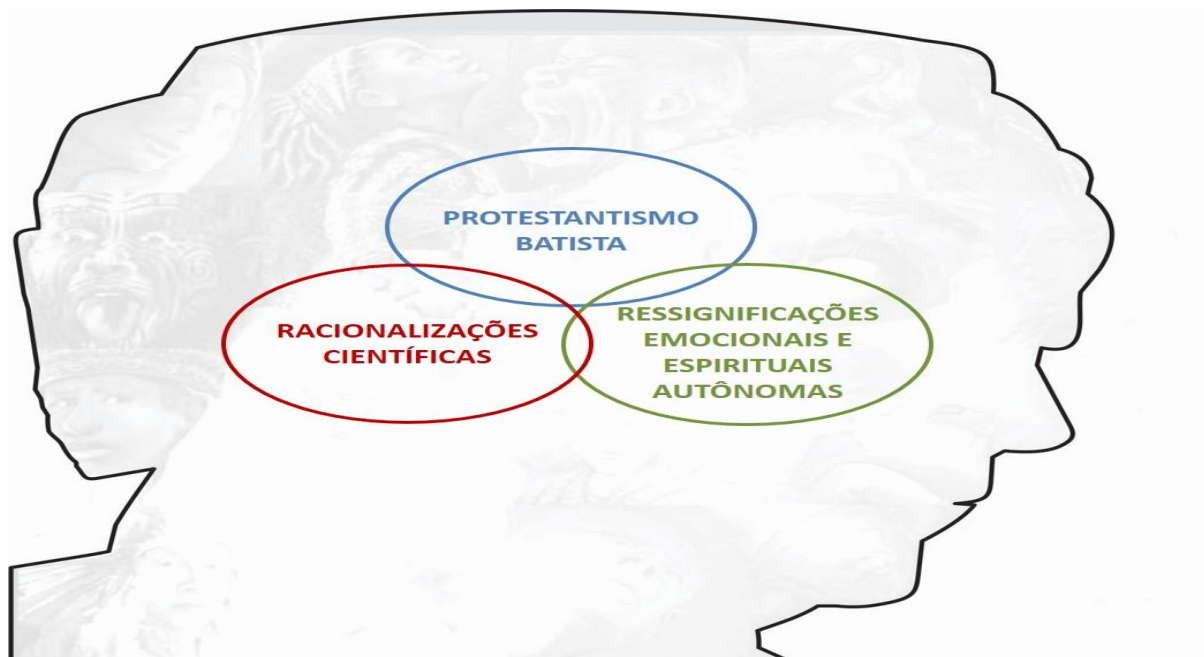 PROTESTANTISMO
BATISTA
RACIONALIZAÇÕES
CIENTÍFICAS
RESSIGNIFICAÇÕES
EMOCIONAIS E
ESPIRITUAIS
AUTÔNOMAS